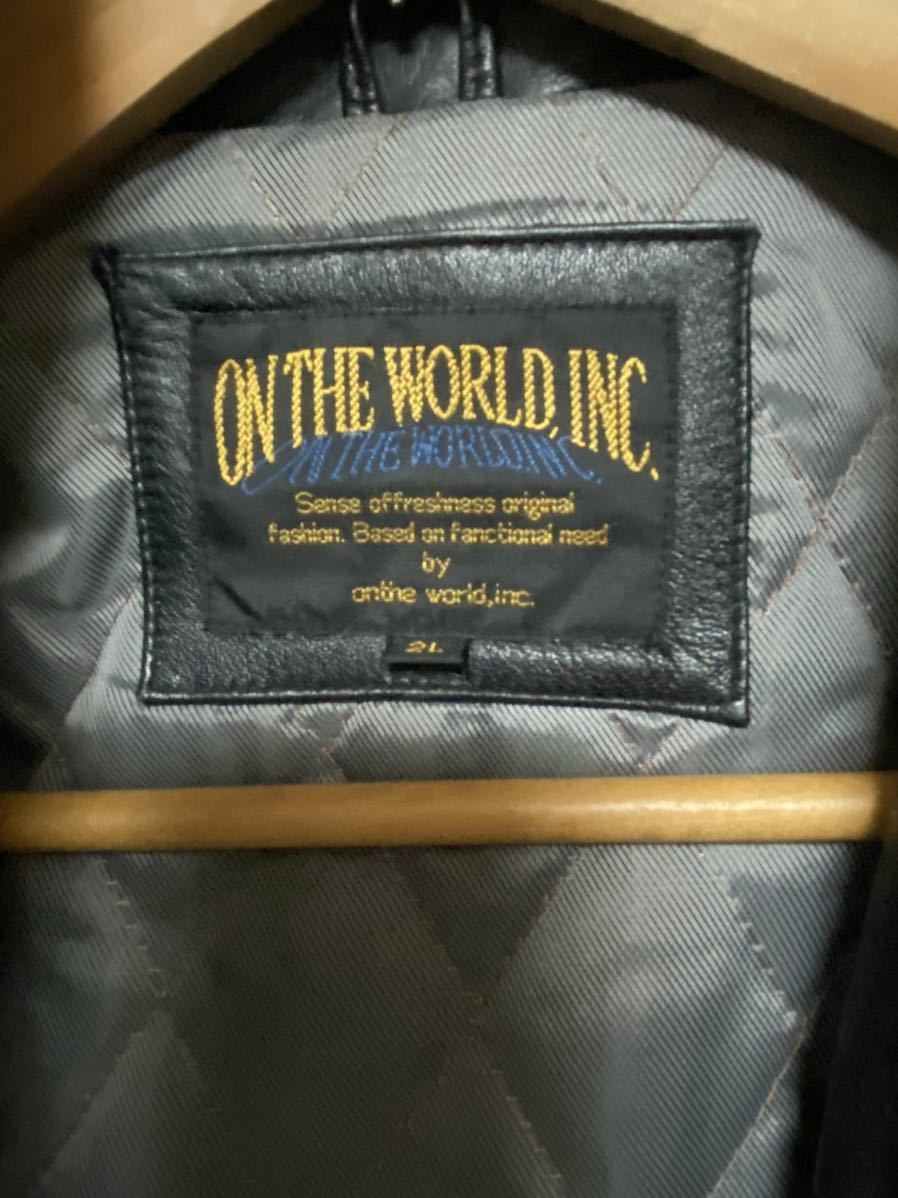 ON THE WORLD, INC.
ON THE WORLD, INC.
Sense offreshness original
fashion. Based on fanctional need
by
onthe world,inc.
2L